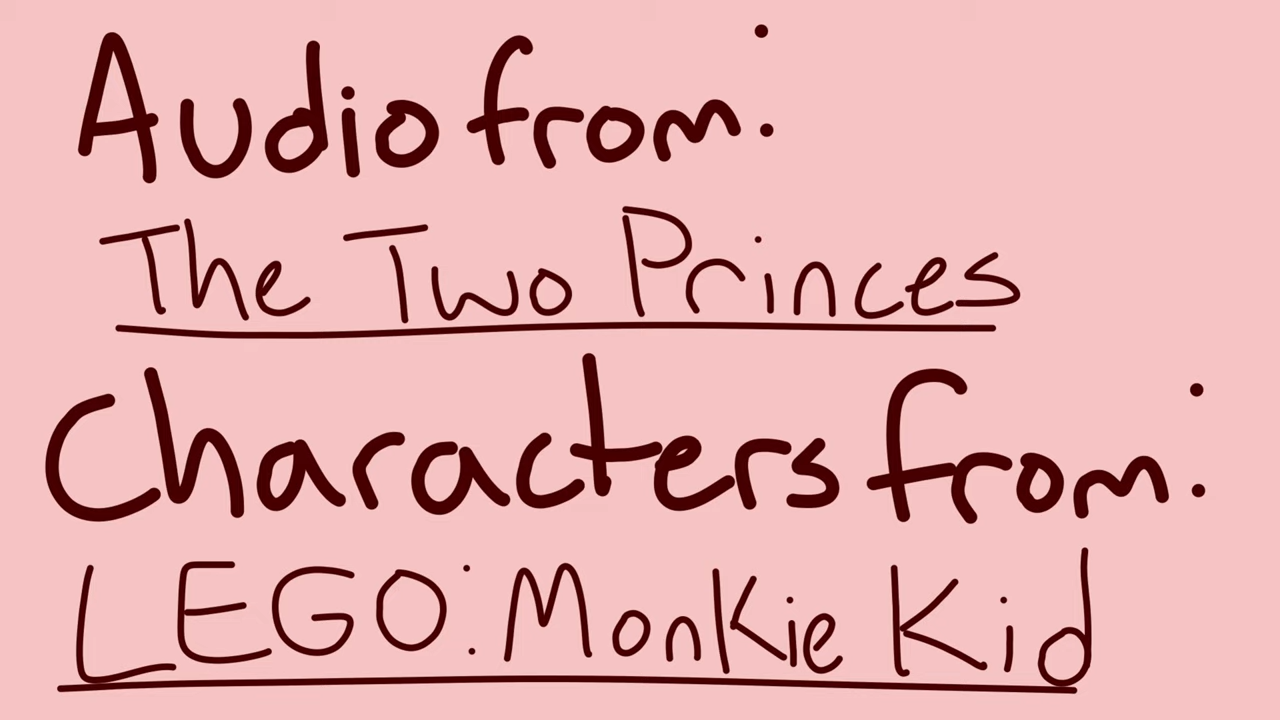 Audio from:
The Two Princes
Characters from:
LEGO: Monkie Kid